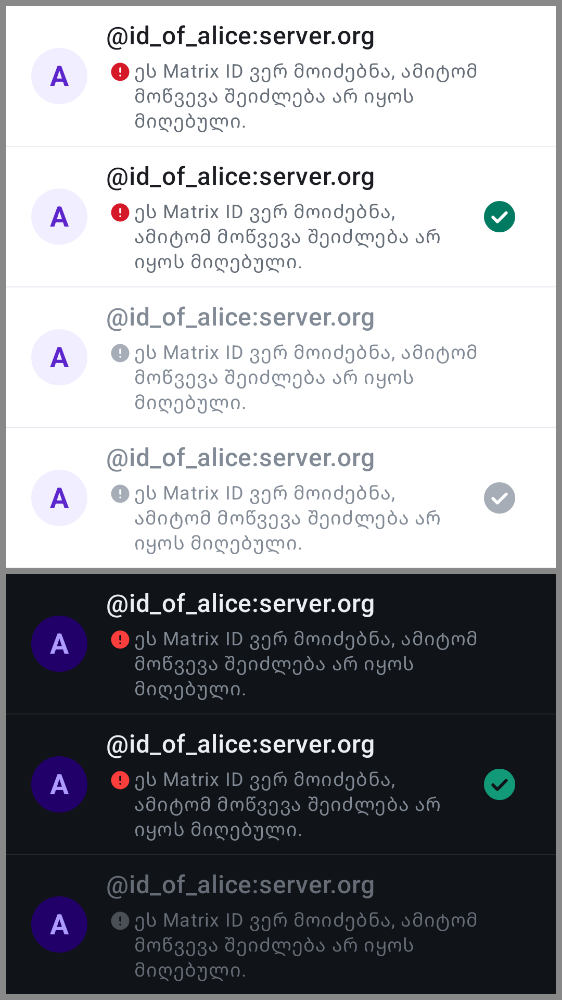 @id_of_alice:server.org
A
ეს Matrix ID ვერ მოიძებნა, ამიტომ
მოწვევა შეიძლება არ იყოს
მიღებული.
@id_of_alice:server.org
A
ეს Matrix ID ვერ მოიძებნა,
ამიტომ მოწვევა შეიძლება არ
იყოს მიღებული.
@id_of_alice:server.org
A
ეს Matrix ID ვერ მოიძებნა, ამიტომ
მოწვევა შეიძლება არ იყოს
მიღებული.
@id_of_alice:server.org
A
ეს Matrix ID ვერ მოიძებნა,
ამიტომ მოწვევა შეიძლება არ
იყოს მიღებული.
@id_of_alice:server.org
A
ეს Matrix ID ვერ მოიძებნა, ამიტომ
მოწვევა შეიძლება არ იყოს
მიღებული.
@id_of_alice:server.org
A
ეს Matrix ID ვერ მოიძებნა,
ამიტომ მოწვევა შეიძლება არ
იყოს მიღებული.
@id_of_alice:server.org
A
ეს Matrix ID ვერ მოიძებნა, ამიტომ
მოწვევა შეიძლება არ იყოს
მიღებული.